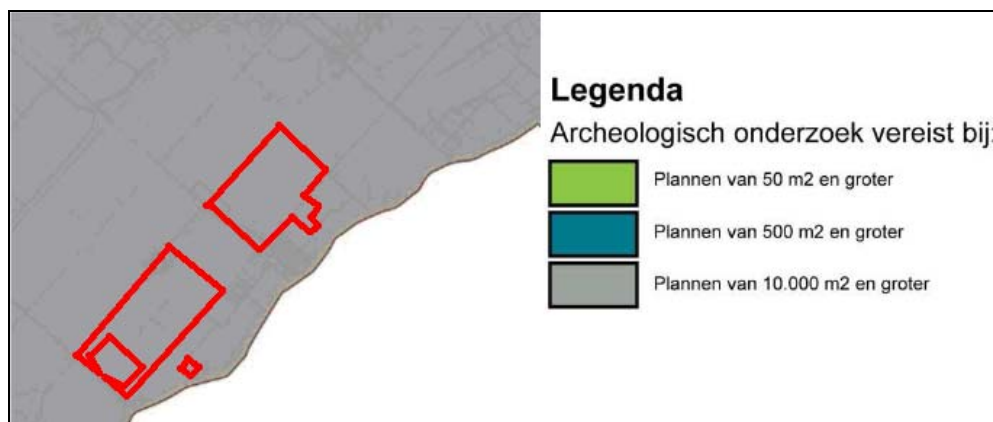 Legenda
Archeologisch onderzoek vereist bij:
Plannen van 50 m2 en groter
Plannen van 500 m2 en groter
Plannen van 10.000 m2 en groter